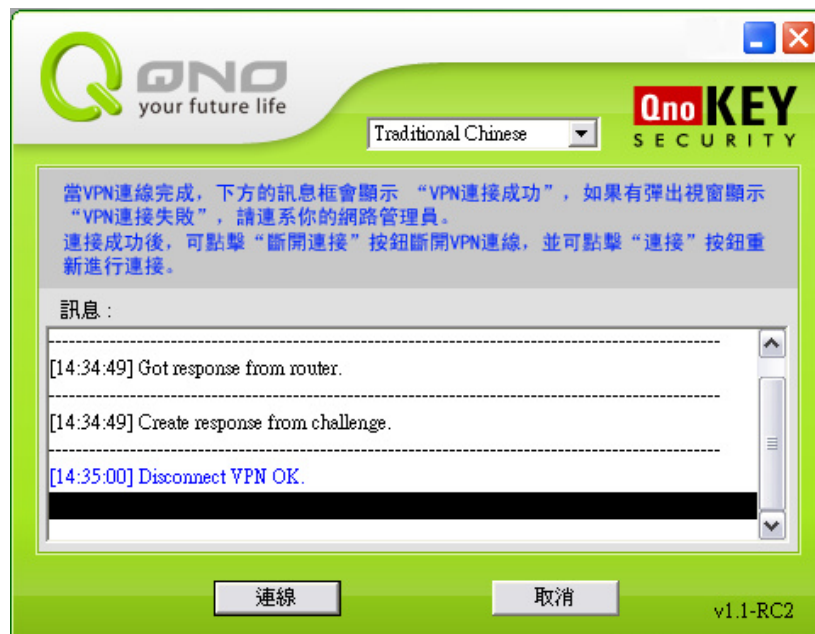 QNO
your future life
Traditional Chinese
Qno KEY
SECURITY
當VPN連線完成，下方的訊息框會顯示 “VPN連接成功”，如果有彈出視窗顯示
“VPN連接失敗”，請連系你的網路管理員。
連接成功後，可點擊“斷開連接”按鈕斷開VPN連線，並可點擊“連接”按鈕重
新進行連接。
訊息：
[14:34:49] Got response from router.
[14:34:49] Create response from challenge.
[14:35:00] Disconnect VPN OK.
連線
取消
v1.1-RC2